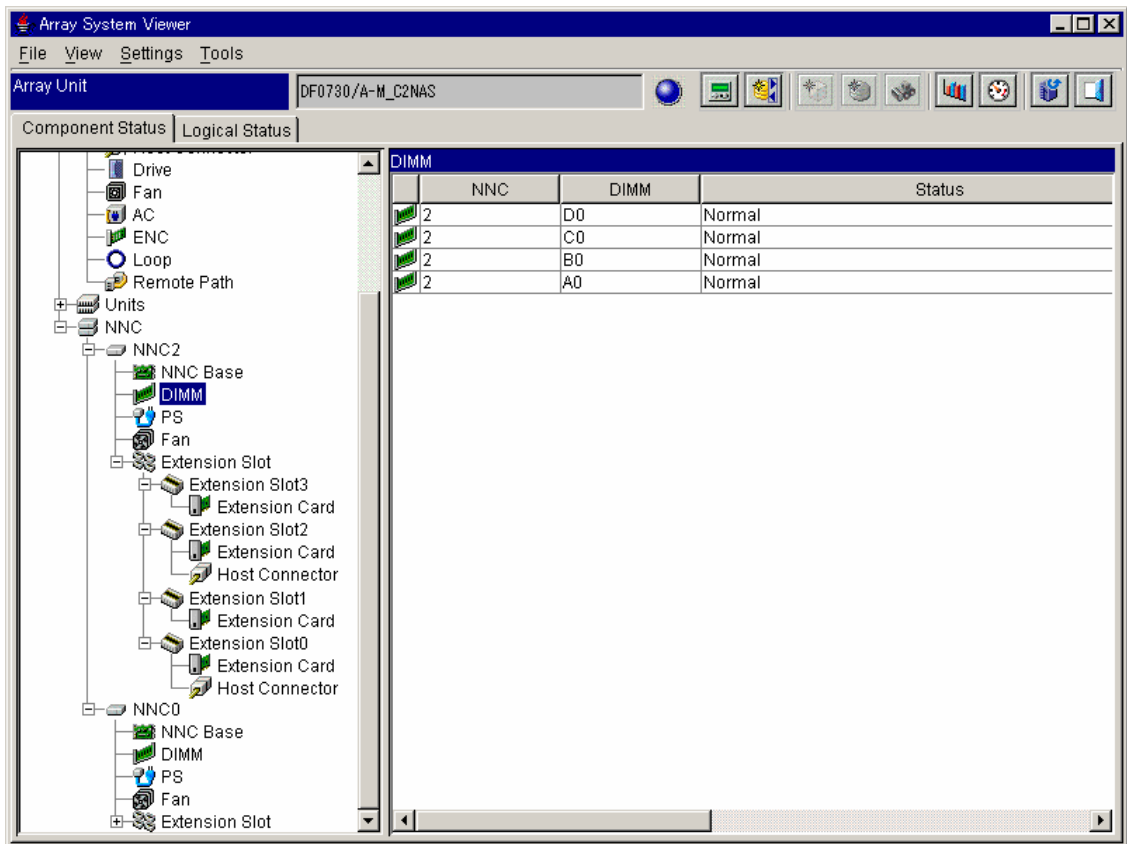 Array System Viewer
File View Settings Tools
Array Unit DF0730/A-M_C2NAS
Component Status Logical Status
Drive
Fan
AC
ENC
Loop
Remote Path
Units
NNC
NNC2
NNC Base
DIMM
PS
Fan
Extension Slot
Extension Slot3
Extension Card
Extension Slot2
Extension Card
Host Connector
Extension Slot1
Extension Card
Extension Slot0
Extension Card
Host Connector
NNC0
NNC Base
DIMM
PS
Fan
Extension Slot
DIMM
NNC DIMM Status
2 D0 Normal
2 C0 Normal
2 B0 Normal
2 A0 Normal